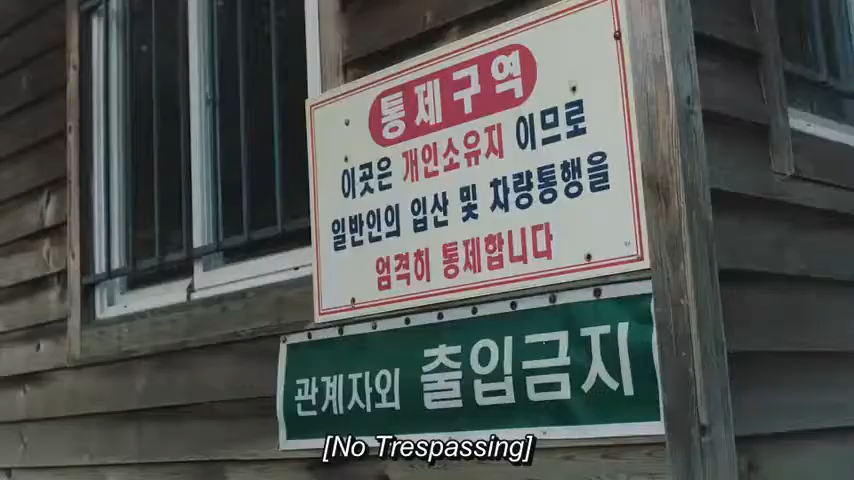 통제구역
이곳은 개인소유지 이므로
일반인의 입산 및 차량통행을
엄격히 통제합니다
관계자외 출입금지
[No Trespassing]